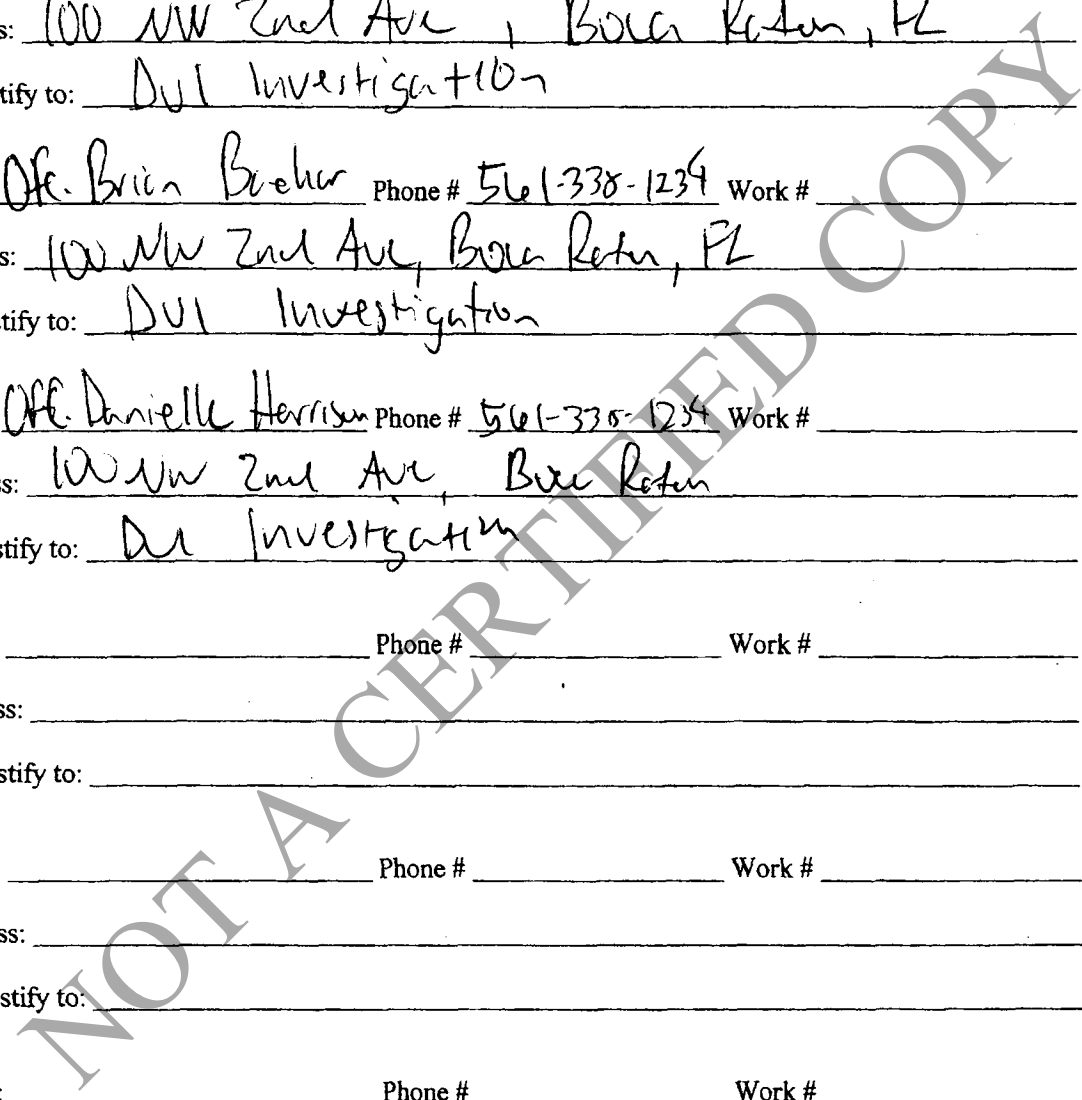 s: 100 NW 2nd Ave, Boca Raton, FL
tify to: DUI Investigation
Ofc. Brian Phone # 561-338-1234 Work #
s: 100 NW 2nd Ave, Boca Raton, FL
tify to: DUI Investigation
Ofc. Danielle Harrison Phone # 561-338-1234 Work #
ss: 100 NW 2nd Ave, Boca Raton
stify to: DUI Investigation
Phone # Work #
ss:
stify to:
Phone # Work #
ss:
stify to:
Phone # Work #
NOT A CERTIFIED COPY